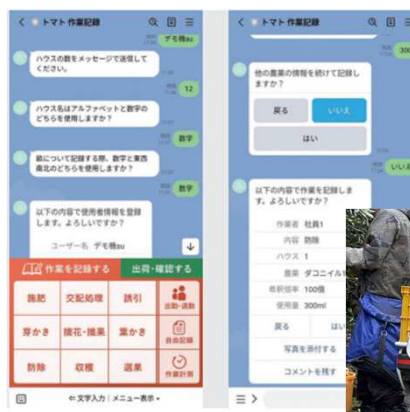 トマト 作業記録
デモ機au
ハウスの数をメッセージで送信して
ください。
12
ハウス名はアルファベットと数字の
どちらを使用しますか？
数字
畝について記録する際、数字と東西
南北のどちらを使用しますか？
数字
以下の内容で使用者情報を登録
します。よろしいですか？
ユーザー名 デモ機au
作業を記録する
出荷・確認する
施肥
交配処理
誘引
出勤・退勤
芽かき
摘花・摘果
葉かき
自由記録
防除
収穫
選果
作業計測
文字入力
メニュー表示
トマト 作業記録
300
他の農薬の情報を続けて記録し
ますか？
戻る
いいえ
はい
いいえ
以下の内容で作業を記録しま
す。よろしいですか？
作業者 社員1
内容 防除
ハウス 1
農薬 ダコニイル1
希釈倍率 100倍
使用量 300ml
戻る
はい
写真を添付する
コメントを残す